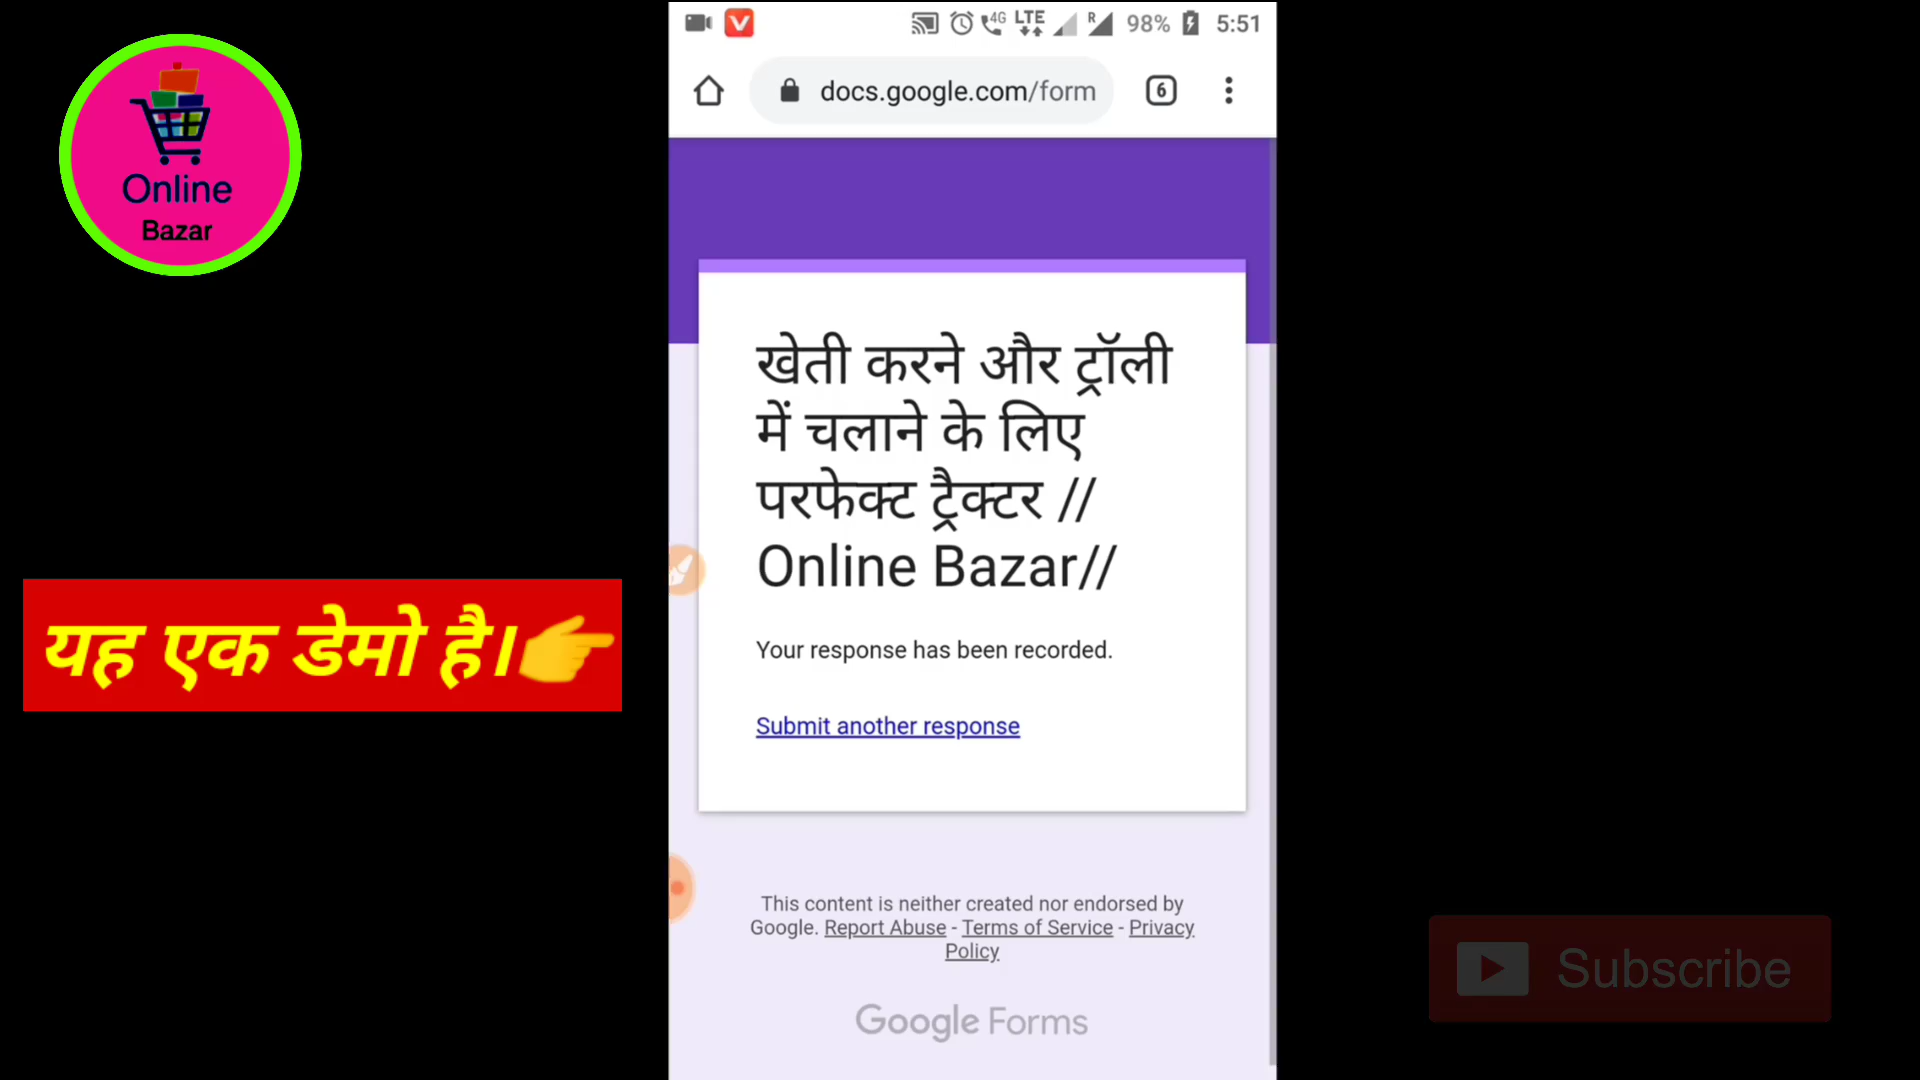 4G LTE R 98% 5:51
docs.google.com/form
6
Online
Bazar
खेती करने और ट्रॉली
में चलाने के लिए
परफेक्ट ट्रैक्टर //
Online Bazar//
यह एक डेमो है।
Your response has been recorded.
Submit another response
This content is neither created nor endorsed by
Google. Report Abuse - Terms of Service - Privacy
Policy
Google Forms
Subscribe